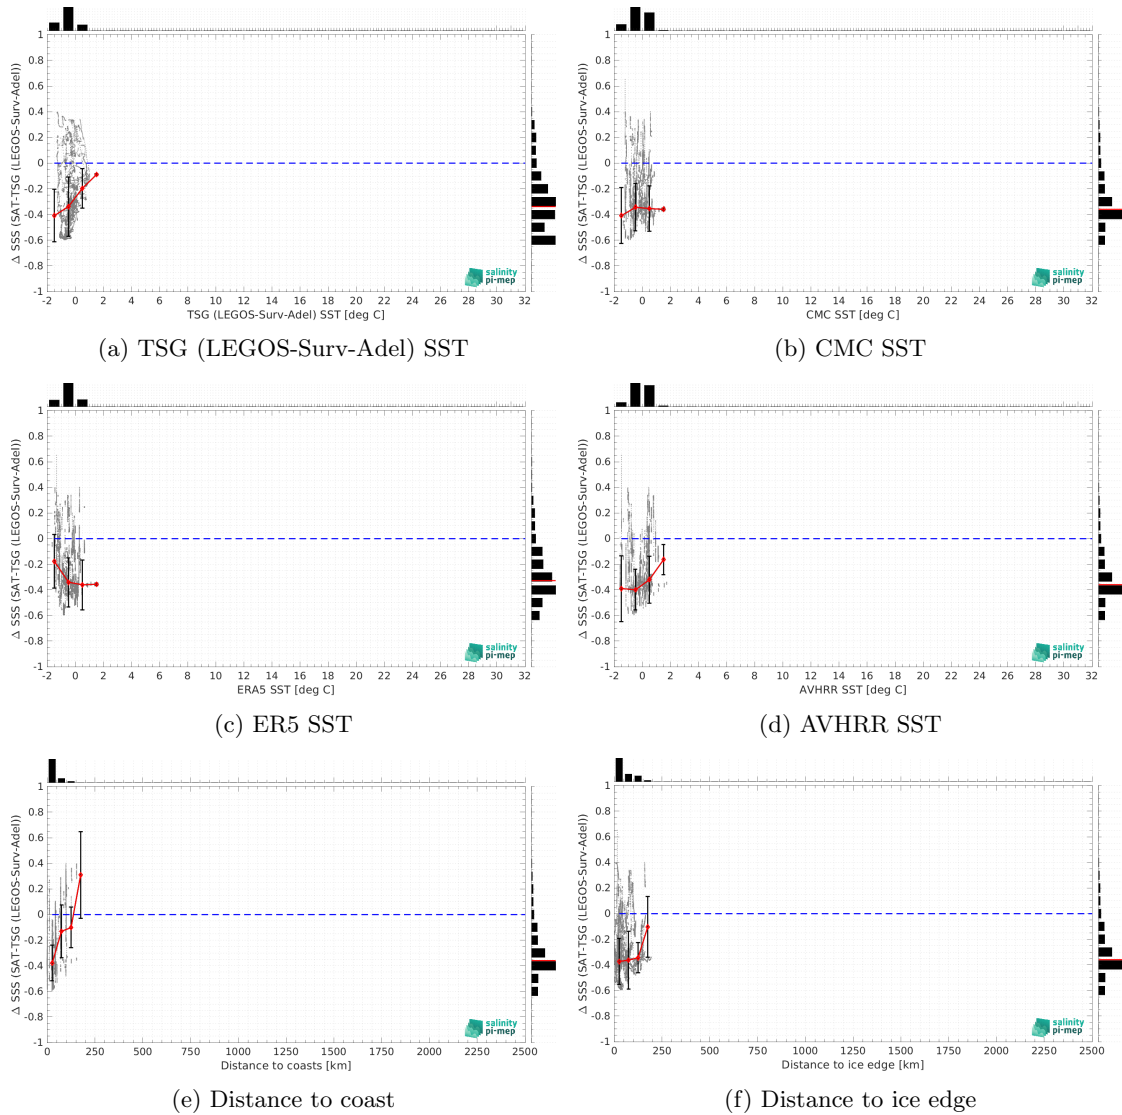 1
0.8
0.6
0.4
0.2
0
-0.2
-0.4
-0.6
-0.8
-1
Δ SSS (SAT-TSG (LEGOS-Surv-Adel))
salinity
pi-mep
-2 0 2 4 6 8 10 12 14 16 18 20 22 24 26 28 30 32
TSG (LEGOS-Surv-Adel) SST [deg C]
(a) TSG (LEGOS-Surv-Adel) SST
1
0.8
0.6
0.4
0.2
0
-0.2
-0.4
-0.6
-0.8
-1
Δ SSS (SAT-TSG (LEGOS-Surv-Adel))
salinity
pi-mep
-2 0 2 4 6 8 10 12 14 16 18 20 22 24 26 28 30 32
CMC SST [deg C]
(b) CMC SST
1
0.8
0.6
0.4
0.2
0
-0.2
-0.4
-0.6
-0.8
-1
Δ SSS (SAT-TSG (LEGOS-Surv-Adel))
salinity
pi-mep
-2 0 2 4 6 8 10 12 14 16 18 20 22 24 26 28 30 32
ERA5 SST [deg C]
(c) ER5 SST
1
0.8
0.6
0.4
0.2
0
-0.2
-0.4
-0.6
-0.8
-1
Δ SSS (SAT-TSG (LEGOS-Surv-Adel))
salinity
pi-mep
-2 0 2 4 6 8 10 12 14 16 18 20 22 24 26 28 30 32
AVHRR SST [deg C]
(d) AVHRR SST
1
0.8
0.6
0.4
0.2
0
-0.2
-0.4
-0.6
-0.8
-1
Δ SSS (SAT-TSG (LEGOS-Surv-Adel))
salinity
pi-mep
0 250 500 750 1000 1250 1500 1750 2000 2250 2500
Distance to coasts [km]
(e) Distance to coast
1
0.8
0.6
0.4
0.2
0
-0.2
-0.4
-0.6
-0.8
-1
Δ SSS (SAT-TSG (LEGOS-Surv-Adel))
salinity
pi-mep
0 250 500 750 1000 1250 1500 1750 2000 2250 2500
Distance to ice edge [km]
(f) Distance to ice edge